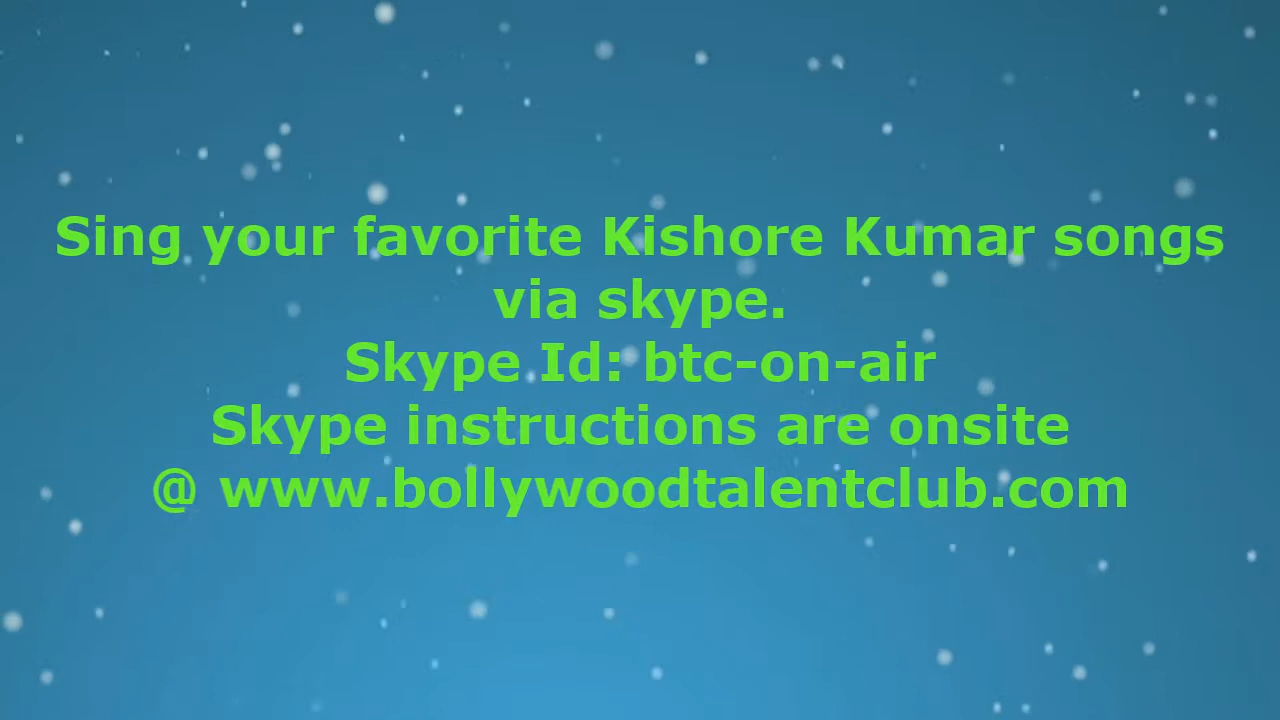 Sing your favorite Kishore Kumar songs
via skype.
Skype Id: btc-on-air
Skype instructions are onsite
@ www.bollywoodtalentclub.com